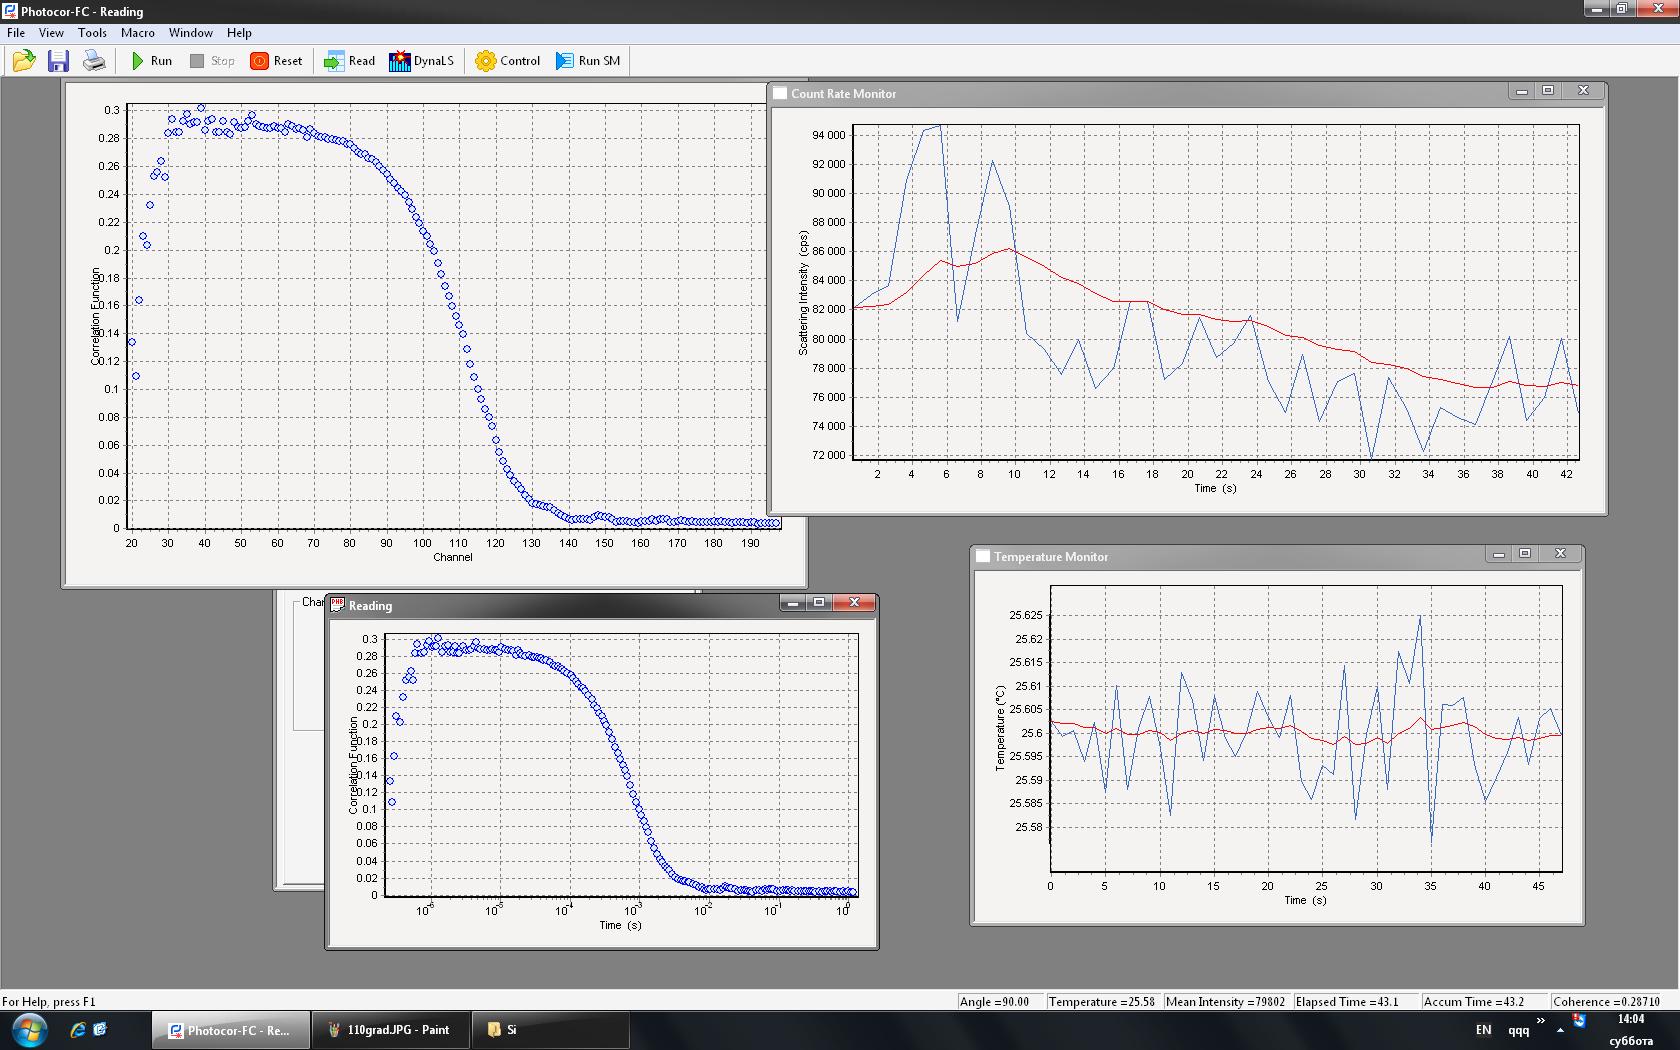 Photocor-FC - Reading
File View Tools Macro Window Help
Run Stop Reset Read DynaLS Control Run SM
0.3
0.28
0.26
0.24
0.22
0.2
0.18
0.16
0.14
0.12
0.1
0.08
0.06
0.04
0.02
0
Correlation Function
20 30 40 50 60 70 80 90 100 110 120 130 140 150 160 170 180 190
Channel
Count Rate Monitor
94 000
92 000
90 000
88 000
86 000
84 000
82 000
80 000
78 000
76 000
74 000
72 000
Scattering Intensity (cps)
2 4 6 8 10 12 14 16 18 20 22 24 26 28 30 32 34 36 38 40 42
Time (s)
Char
Reading
0.3
0.28
0.26
0.24
0.22
0.2
0.18
0.16
0.14
0.12
0.1
0.08
0.06
0.04
0.02
0
Correlation Function
10-6 10-5 10-4 10-3 10-2 10-1 100
Time (s)
Temperature Monitor
25.625
25.62
25.615
25.61
25.605
25.6
25.595
25.59
25.585
25.58
Temperature (°C)
0 5 10 15 20 25 30 35 40 45
Time (s)
For Help, press F1 Angle =90.00 Temperature =25.58 Mean Intensity =79802 Elapsed Time =43.1 Accum Time =43.2 Coherence =0.28710
Photocor-FC - Re... 110grad.JPG - Paint Si EN qqq » 14:04
суббота